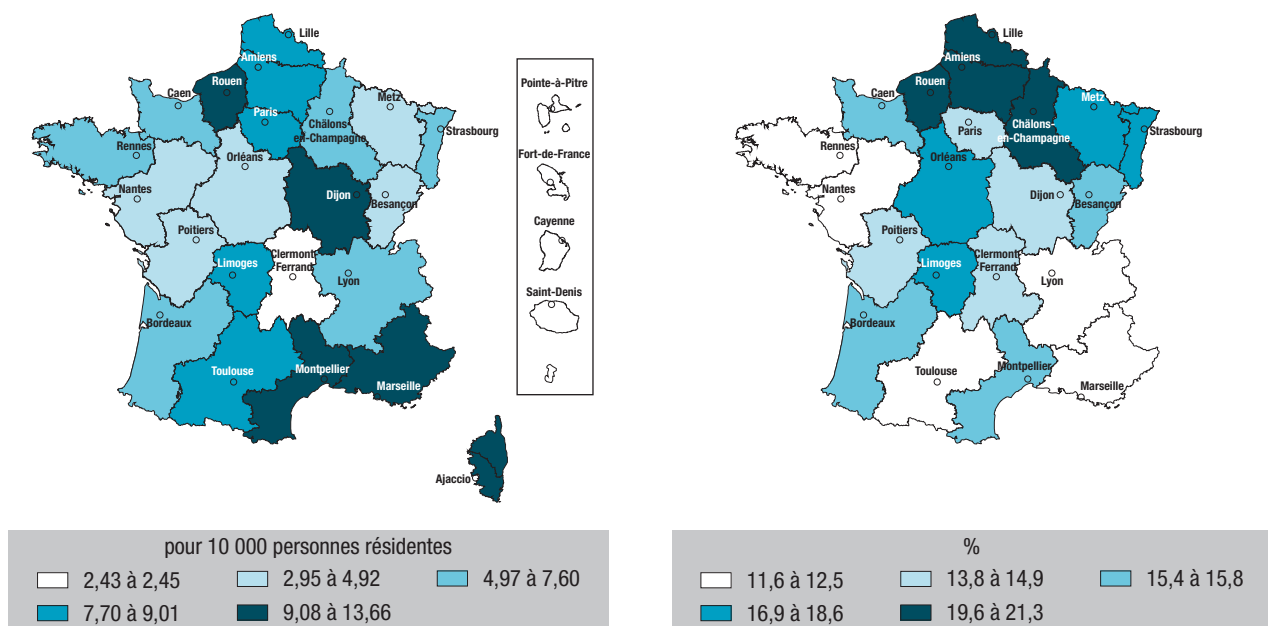 Lille
Amiens
Rouen
Caen
Metz
Paris
Châlons-
en-Champagne
Strasbourg
Rennes
Orléans
Nantes
Dijon
Besançon
Poitiers
Clermont-
Ferrand
Limoges
Lyon
Bordeaux
Toulouse
Montpellier
Marseille
Ajaccio
Pointe-à-Pitre
Fort-de-France
Cayenne
Saint-Denis
pour 10 000 personnes résidentes
2,43 à 2,45
2,95 à 4,92
4,97 à 7,60
7,70 à 9,01
9,08 à 13,66
Lille
Amiens
Rouen
Caen
Metz
Paris
Châlons-
en-Champagne
Strasbourg
Rennes
Orléans
Nantes
Dijon
Besançon
Poitiers
Clermont-
Ferrand
Limoges
Lyon
Bordeaux
Toulouse
Montpellier
Marseille
%
11,6 à 12,5
13,8 à 14,9
15,4 à 15,8
16,9 à 18,6
19,6 à 21,3